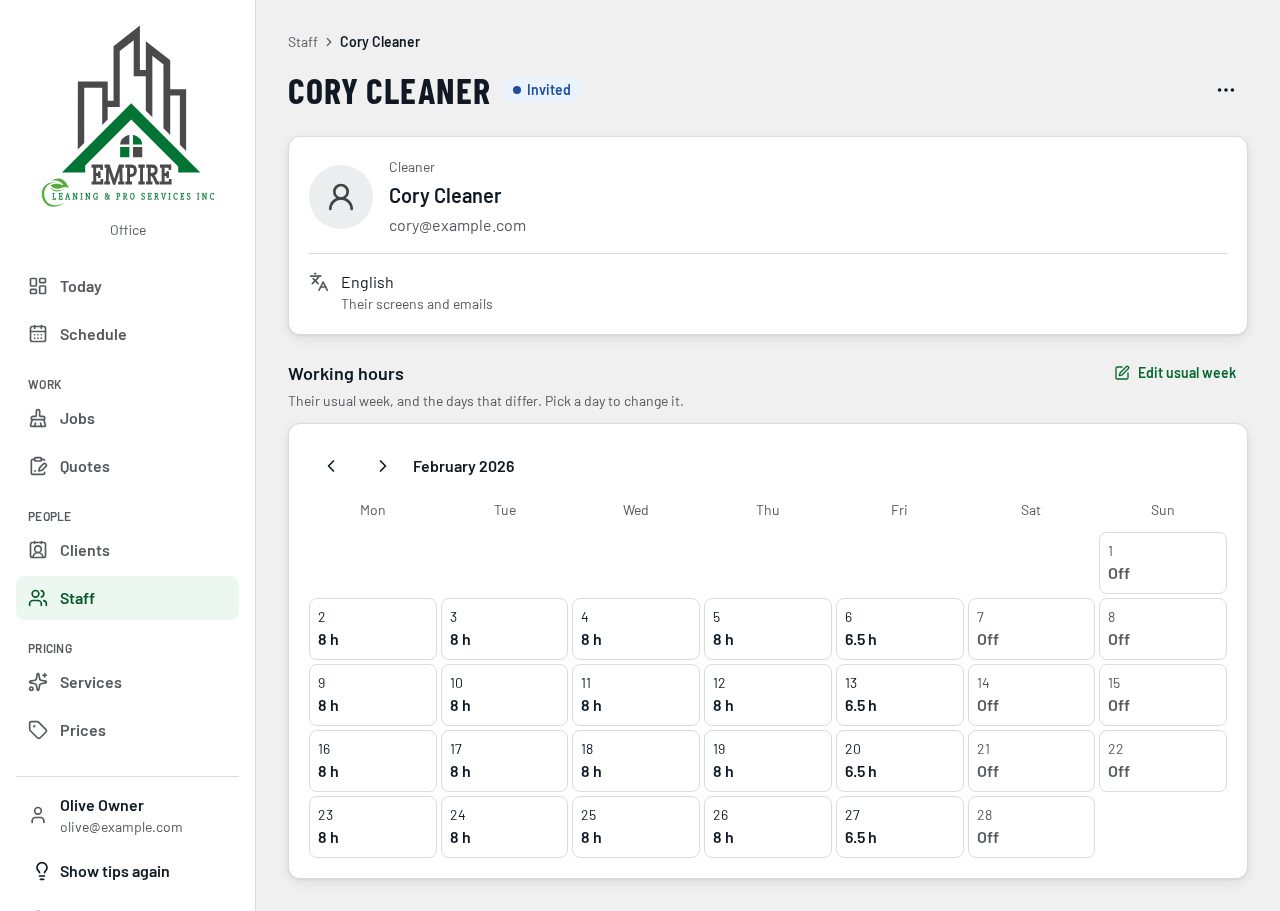 EMPIRE
LEANING & PRO SERVICES INC
Office
Today
Schedule
WORK
Jobs
Quotes
PEOPLE
Clients
Staff
PRICING
Services
Prices
Olive Owner
olive@example.com
Show tips again
Staff > Cory Cleaner
CORY CLEANER
Invited
Cleaner
Cory Cleaner
cory@example.com
English
Their screens and emails
Working hours
Edit usual week
Their usual week, and the days that differ. Pick a day to change it.
February 2026
Mon Tue Wed Thu Fri Sat Sun
1
Off
2 3 4 5 6 7 8
8 h 8 h 8 h 8 h 6.5 h Off Off
9 10 11 12 13 14 15
8 h 8 h 8 h 8 h 6.5 h Off Off
16 17 18 19 20 21 22
8 h 8 h 8 h 8 h 6.5 h Off Off
23 24 25 26 27 28
8 h 8 h 8 h 8 h 6.5 h Off